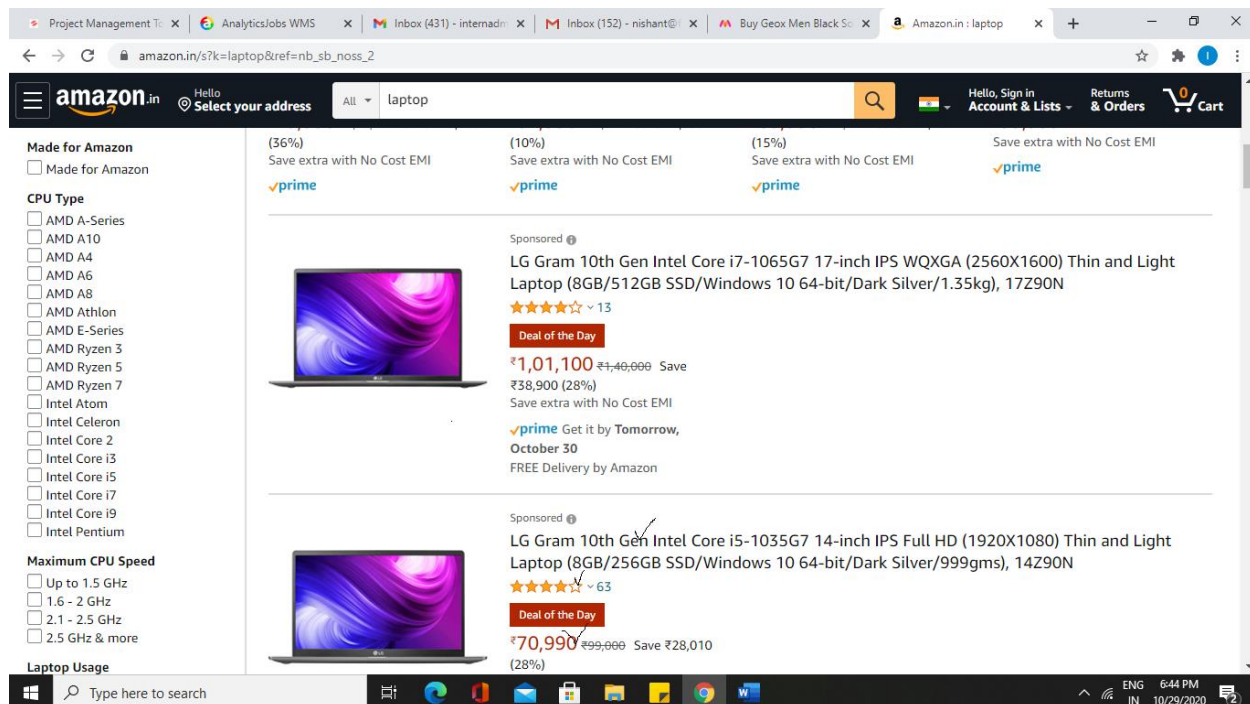 Project Management To
AnalyticsJobs WMS
Inbox (431) - internadm
Inbox (152) - nishant@
Buy Geox Men Black So
Amazon.in : laptop
amazon.in/s?k=laptop&ref=nb_sb_noss_2
amazon.in
Hello
Select your address
All
laptop
Hello, Sign in
Account & Lists
Returns
& Orders
0
Cart
Made for Amazon
Made for Amazon
CPU Type
AMD A-Series
AMD A10
AMD A4
AMD A6
AMD A8
AMD Athlon
AMD E-Series
AMD Ryzen 3
AMD Ryzen 5
AMD Ryzen 7
Intel Atom
Intel Celeron
Intel Core 2
Intel Core i3
Intel Core i5
Intel Core i7
Intel Core i9
Intel Pentium
Maximum CPU Speed
Up to 1.5 GHz
1.6 - 2 GHz
2.1 - 2.5 GHz
2.5 GHz & more
Laptop Usage
(36%)
Save extra with No Cost EMI
prime
(10%)
Save extra with No Cost EMI
prime
(15%)
Save extra with No Cost EMI
prime
Save extra with No Cost EMI
prime
Sponsored
LG Gram 10th Gen Intel Core i7-1065G7 17-inch IPS WQXGA (2560X1600) Thin and Light
Laptop (8GB/512GB SSD/Windows 10 64-bit/Dark Silver/1.35kg), 17Z90N
13
Deal of the Day
₹1,01,100 ₹1,40,000 Save
₹38,900 (28%)
Save extra with No Cost EMI
prime Get it by Tomorrow,
October 30
FREE Delivery by Amazon
Sponsored
LG Gram 10th Gen Intel Core i5-1035G7 14-inch IPS Full HD (1920X1080) Thin and Light
Laptop (8GB/256GB SSD/Windows 10 64-bit/Dark Silver/999gms), 14Z90N
63
Deal of the Day
₹70,990 ₹99,000 Save ₹28,010
(28%)
Type here to search
ENG
IN
6:44 PM
10/29/2020
2